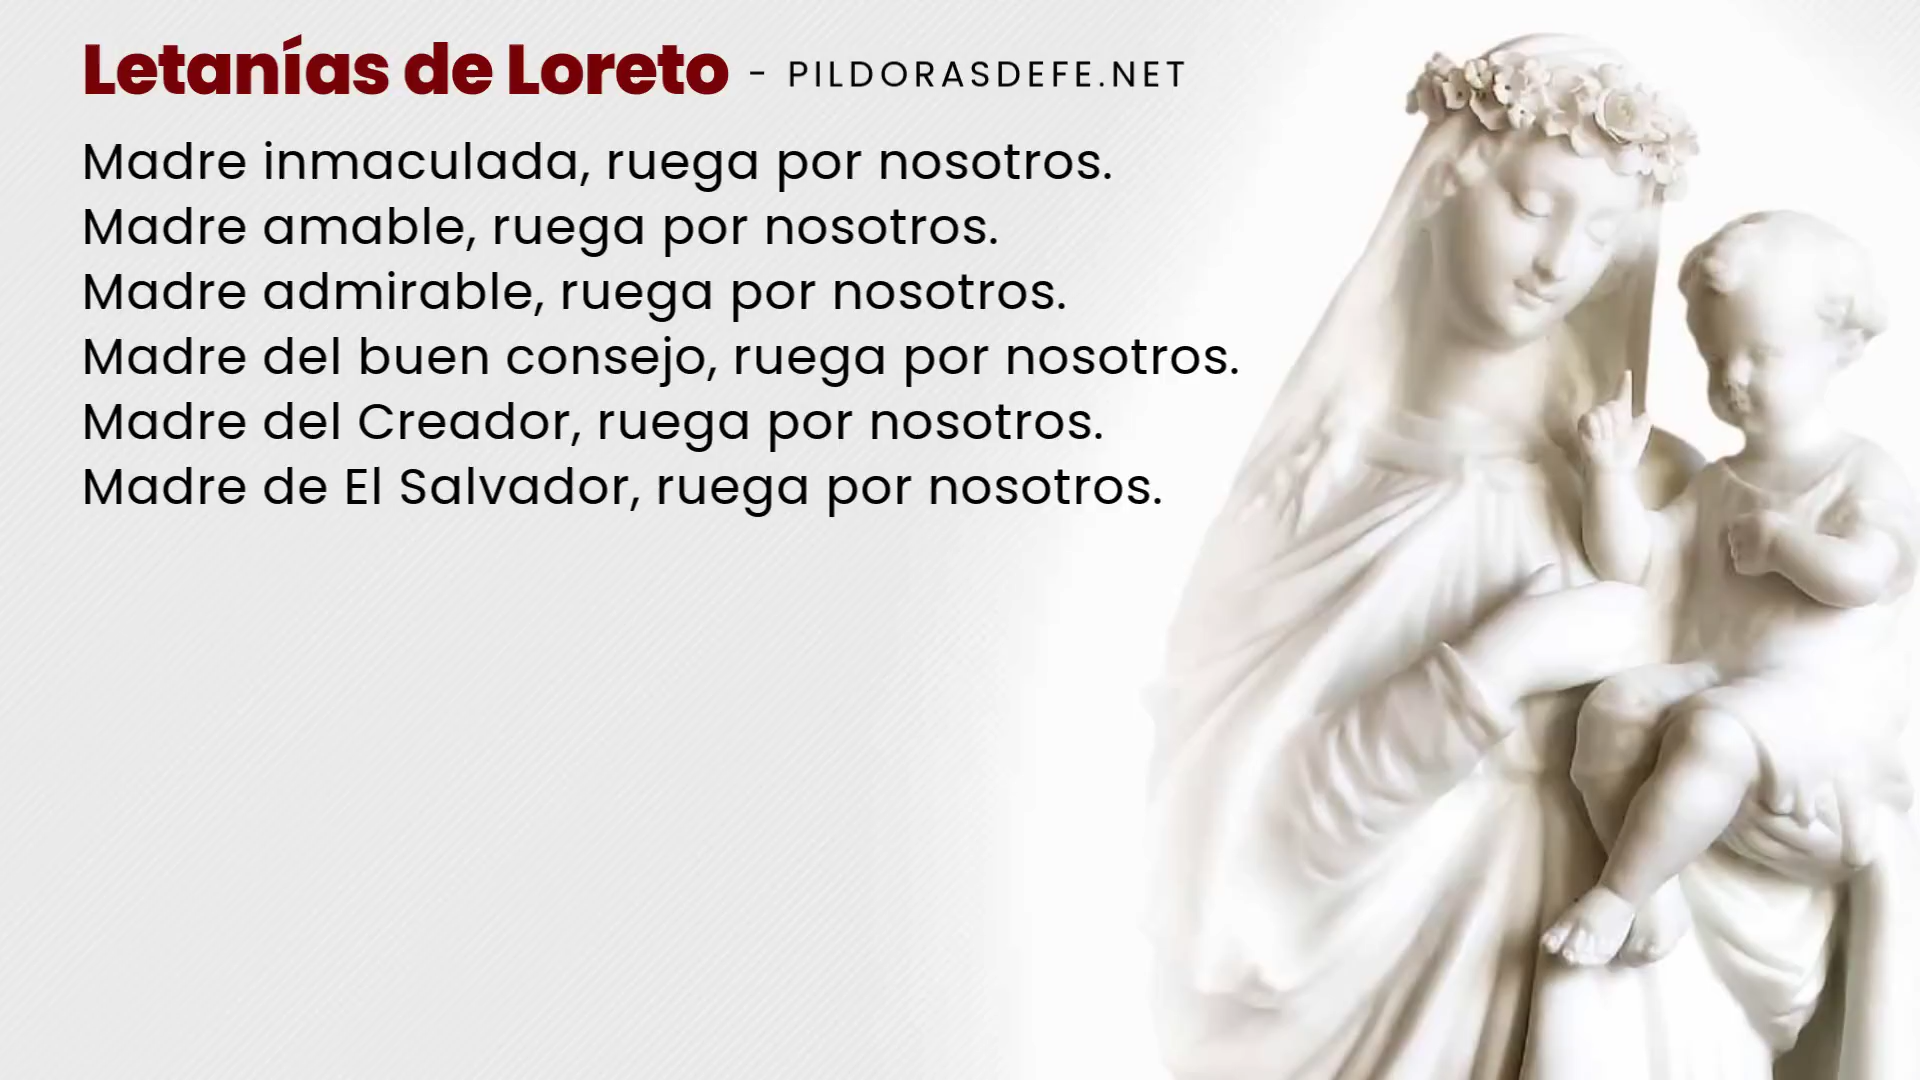 Letanías de Loreto - PILDORASDEFE.NET
Madre inmaculada, ruega por nosotros.
Madre amable, ruega por nosotros.
Madre admirable, ruega por nosotros.
Madre del buen consejo, ruega por nosotros.
Madre del Creador, ruega por nosotros.
Madre de El Salvador, ruega por nosotros.